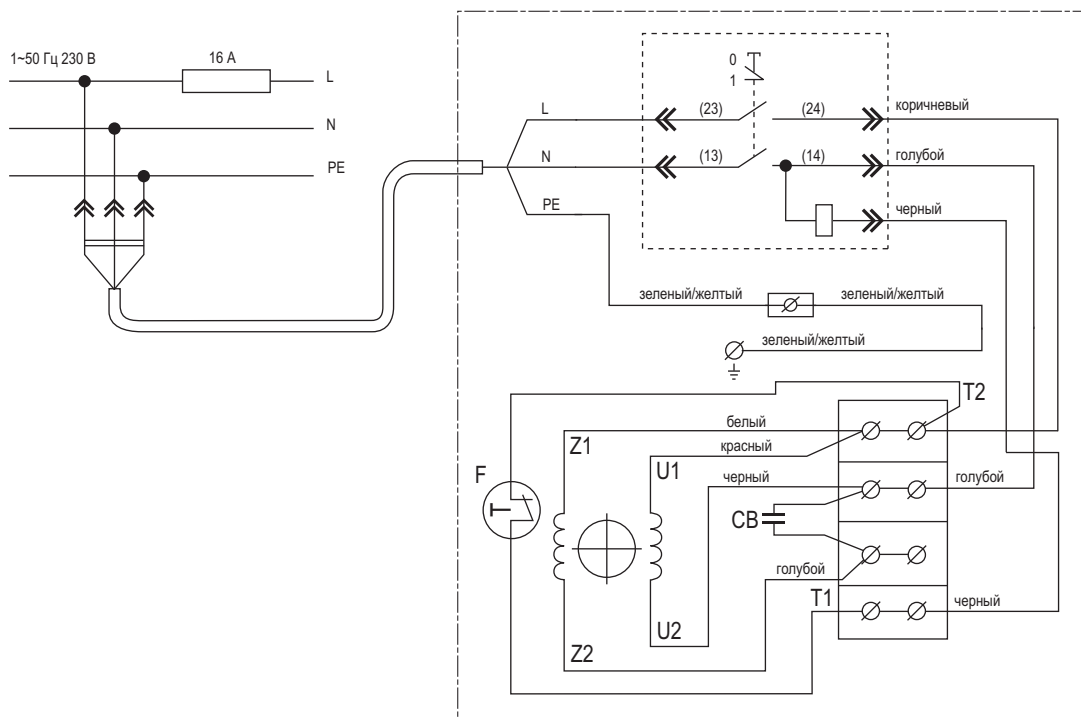 1~50 Гц 230 В
16 А
L
N
PE
0
1
L
(23)
(24)
коричневый
N
(13)
(14)
голубой
PE
черный
зеленый/желтый
зеленый/желтый
зеленый/желтый
T2
белый
Z1
красный
F
U1
черный
голубой
T
CB
голубой
T1
черный
U2
Z2